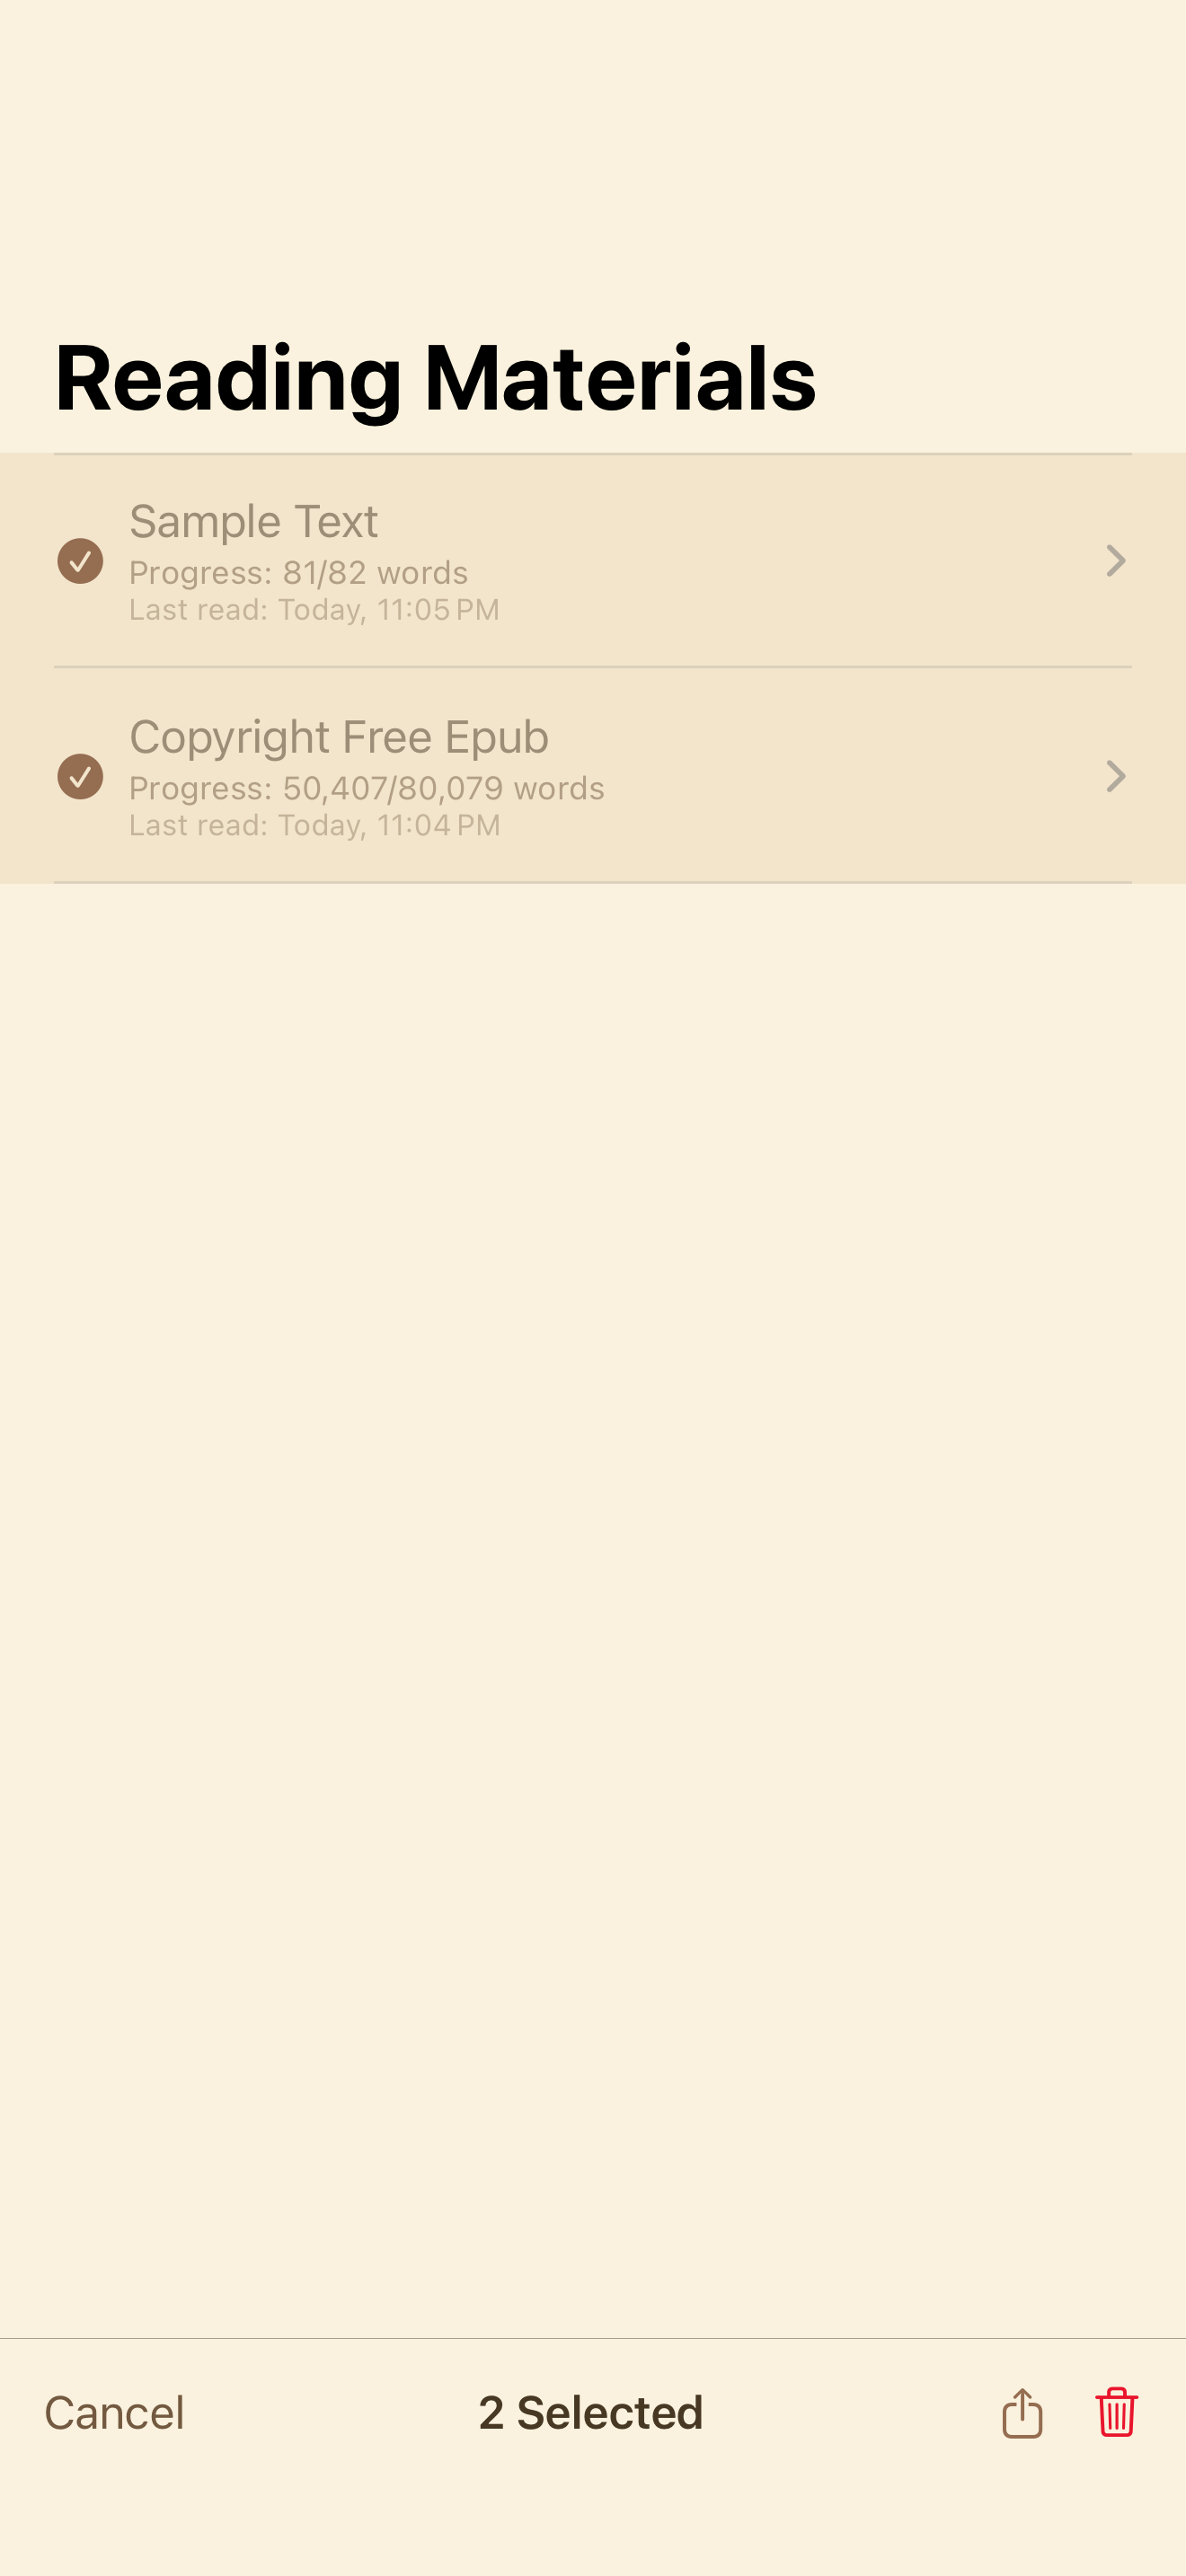 Reading Materials
Sample Text
Progress: 81/82 words
Last read: Today, 11:05 PM
Copyright Free Epub
Progress: 50,407/80,079 words
Last read: Today, 11:04 PM
Cancel
2 Selected